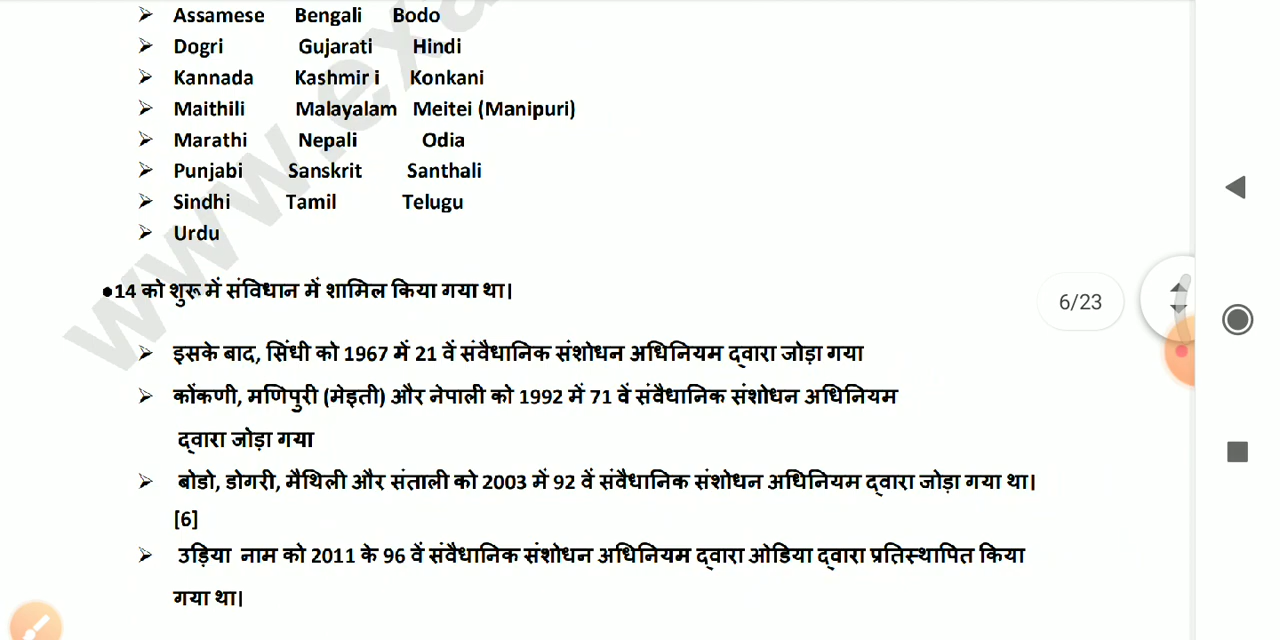 ➢ Assamese Bengali Bodo
➢ Dogri Gujarati Hindi
➢ Kannada Kashmir i Konkani
➢ Maithili Malayalam Meitei (Manipuri)
➢ Marathi Nepali Odia
➢ Punjabi Sanskrit Santhali
➢ Sindhi Tamil Telugu
➢ Urdu
●14 को शुरू में संविधान में शामिल किया गया था।
➢ इसके बाद, सिंधी को 1967 में 21 वें संवैधानिक संशोधन अधिनियम द्वारा जोड़ा गया
➢ कोंकणी, मणिपुरी (मेइती) और नेपाली को 1992 में 71 वें संवैधानिक संशोधन अधिनियम
द्वारा जोड़ा गया
➢ बोडो, डोगरी, मैथिली और संताली को 2003 में 92 वें संवैधानिक संशोधन अधिनियम द्वारा जोड़ा गया था।
[6]
➢ उड़िया नाम को 2011 के 96 वें संवैधानिक संशोधन अधिनियम द्वारा ओडिया द्वारा प्रतिस्थापित किया
गया था।
6/23
www.exa